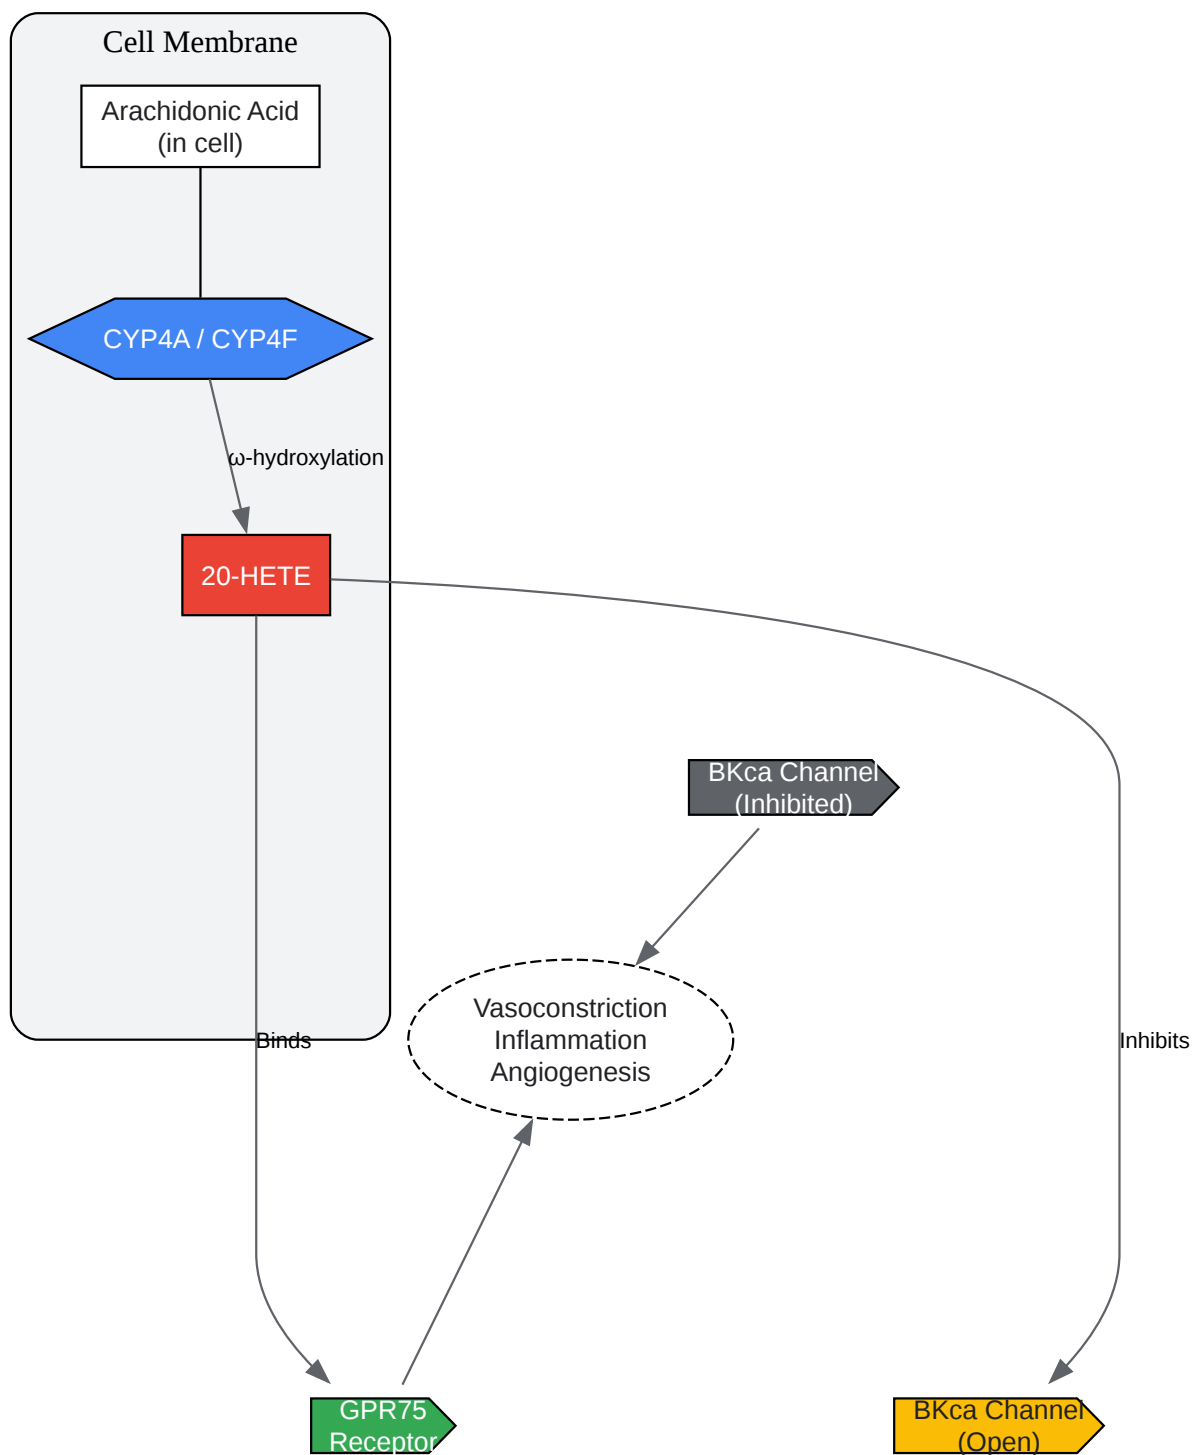 Cell Membrane
Arachidonic Acid
(in cell)
CYP4A / CYP4F
ω-hydroxylation
20-HETE
BKca Channel
(Inhibited)
Vasoconstriction
Inflammation
Angiogenesis
Binds
Inhibits
GPR75
Receptor
BKca Channel
(Open)